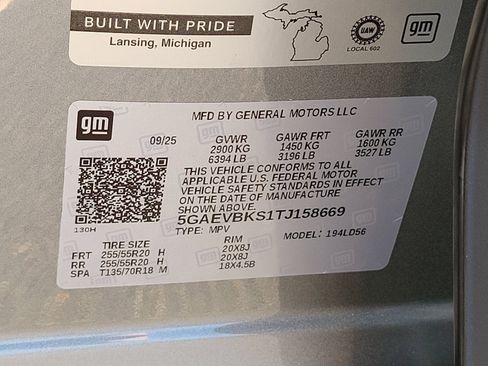 BUILT WITH PRIDE
Lansing, Michigan
UAW
LOCAL 602
gm
gm
MFD BY GENERAL MOTORS LLC
09/25 GVWR GAWR FRT GAWR RR
2900 KG 1450 KG 1600 KG
6394 LB 3196 LB 3527 LB
THIS VEHICLE CONFORMS TO ALL
APPLICABLE U.S. FEDERAL MOTOR
VEHICLE SAFETY STANDARDS IN EFFECT
ON THE DATE OF MANUFACTURE
SHOWN ABOVE.
5GAEVBKS1TJ158669
130H TYPE: MPV MODEL: 194LD56
TIRE SIZE RIM
FRT 255/55R20 H 20X8J
RR 255/55R20 H 20X8J
SPA T135/70R18 M 18X4.5B